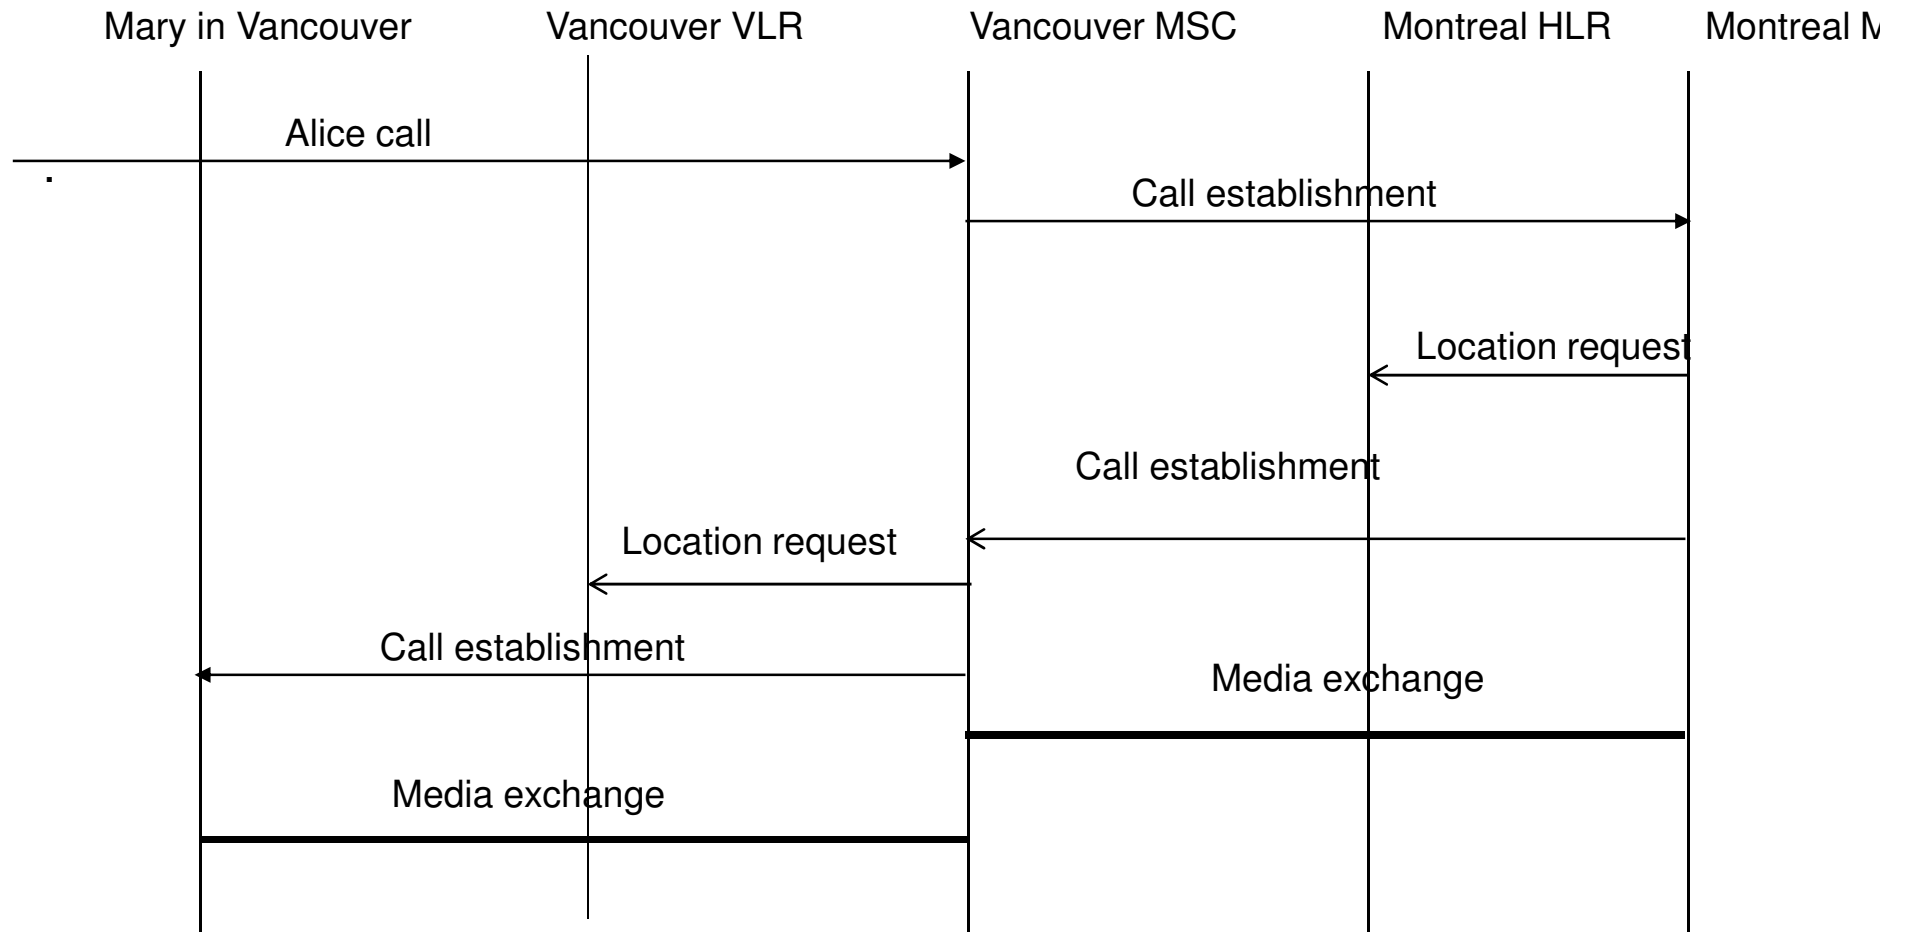 Mary in Vancouver Vancouver VLR Vancouver MSC Montreal HLR Montreal
Alice call
.
Call establishment
Location request
Call establishment
Location request
Call establishment
Media exchange
Media exchange